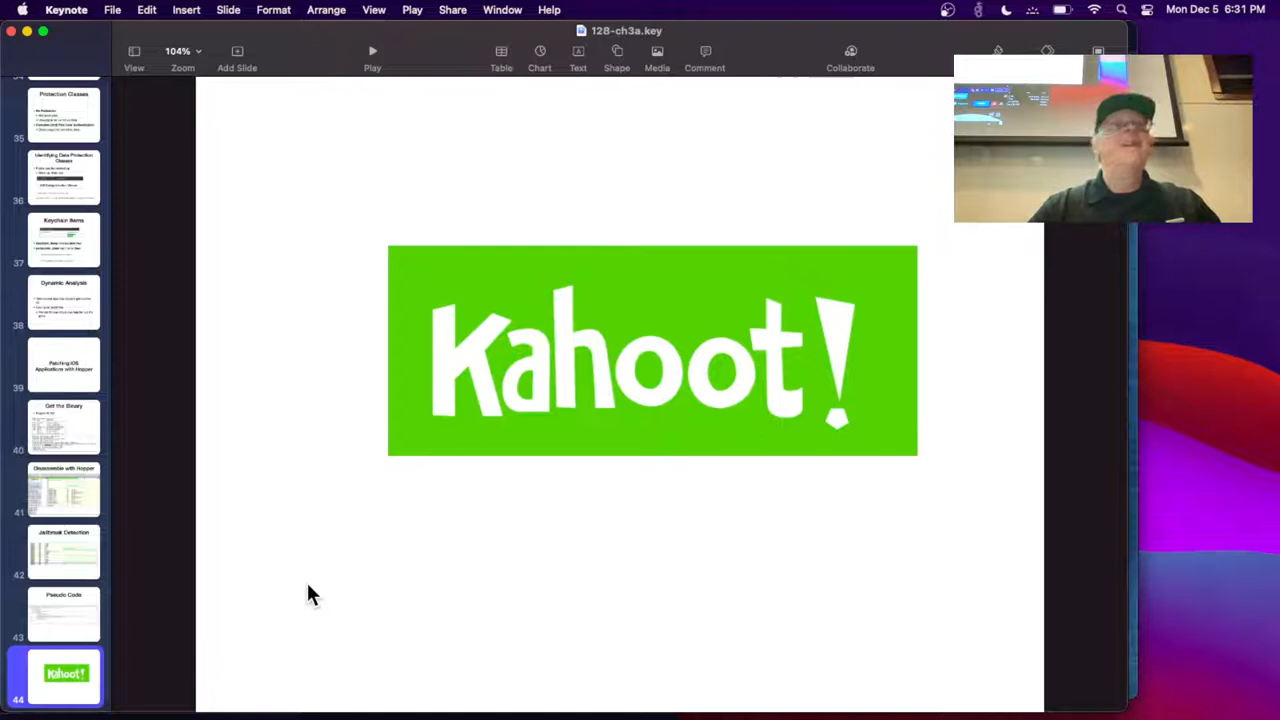 Keynote File Edit Insert Slide Format Arrange View Play Share Window Help Mon Dec 5 6:31 PM
128-ch3a.key
104%
View Zoom Add Slide Play Table Chart Text Shape Media Comment Collaborate
Protection Classes
35
Identifying Data Protection
Classes
36
Keychain Items
37
Dynamic Analysis
38
Patching iOS
Applications with Hopper
39
Get the Binary
40
Disassemble with Hopper
41
Jailbreak Detection
42
Pseudo Code
43
Kahoot!
44
Kahoot!